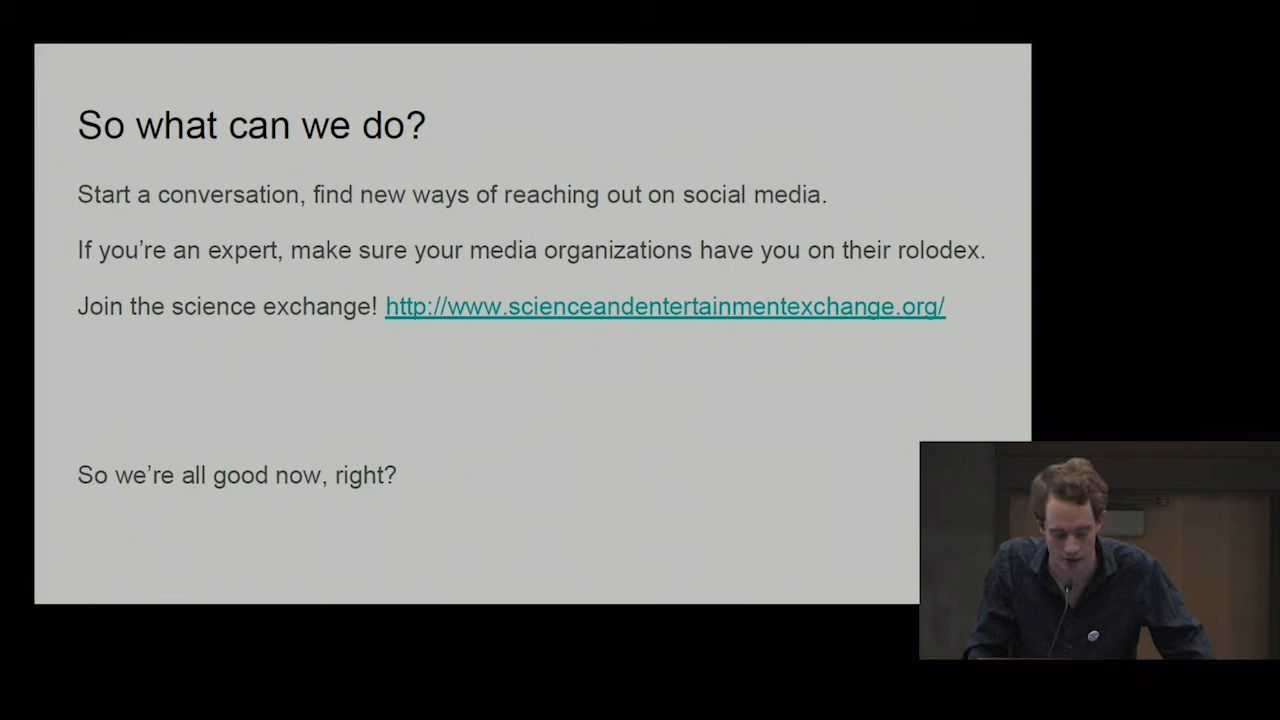 So what can we do?
Start a conversation, find new ways of reaching out on social media.
If you're an expert, make sure your media organizations have you on their rolodex.
Join the science exchange! http://www.scienceandentertainmentexchange.org/
So we're all good now, right?